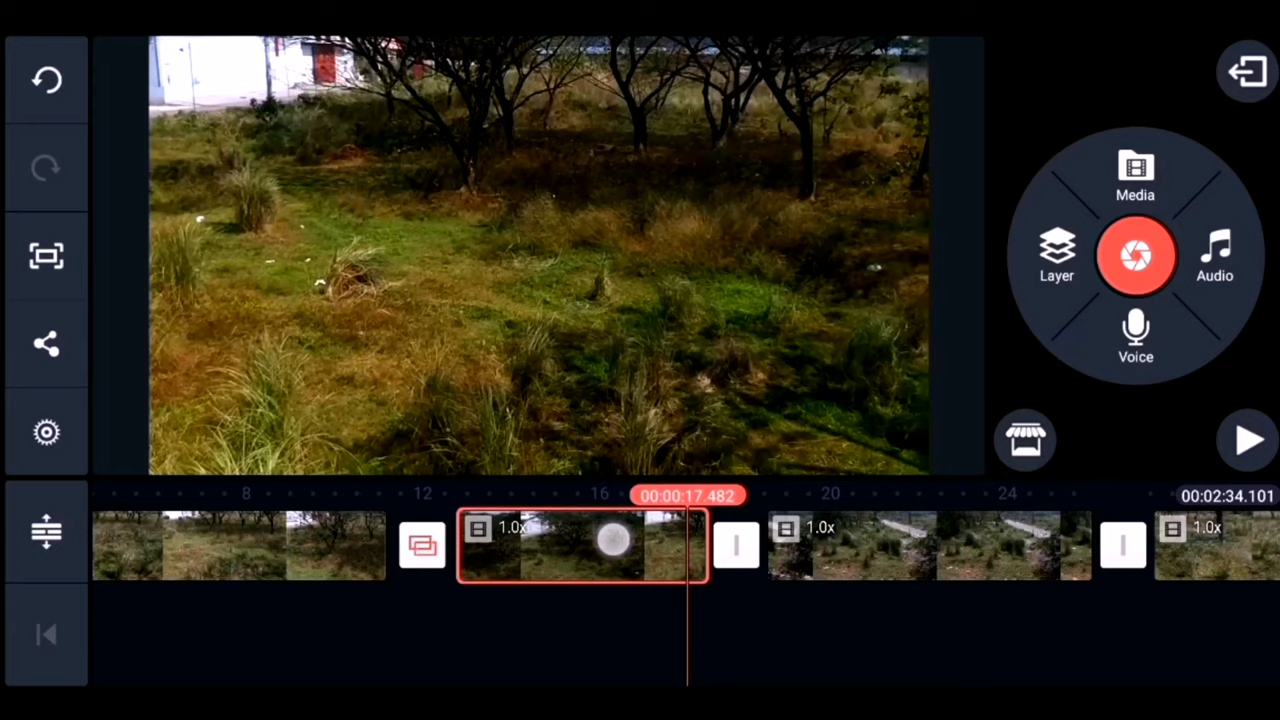 Media
Layer
Audio
Voice
8
12
16
00:00:17.482
20
24
00:02:34.101
1.0x
1.0x
1.0x